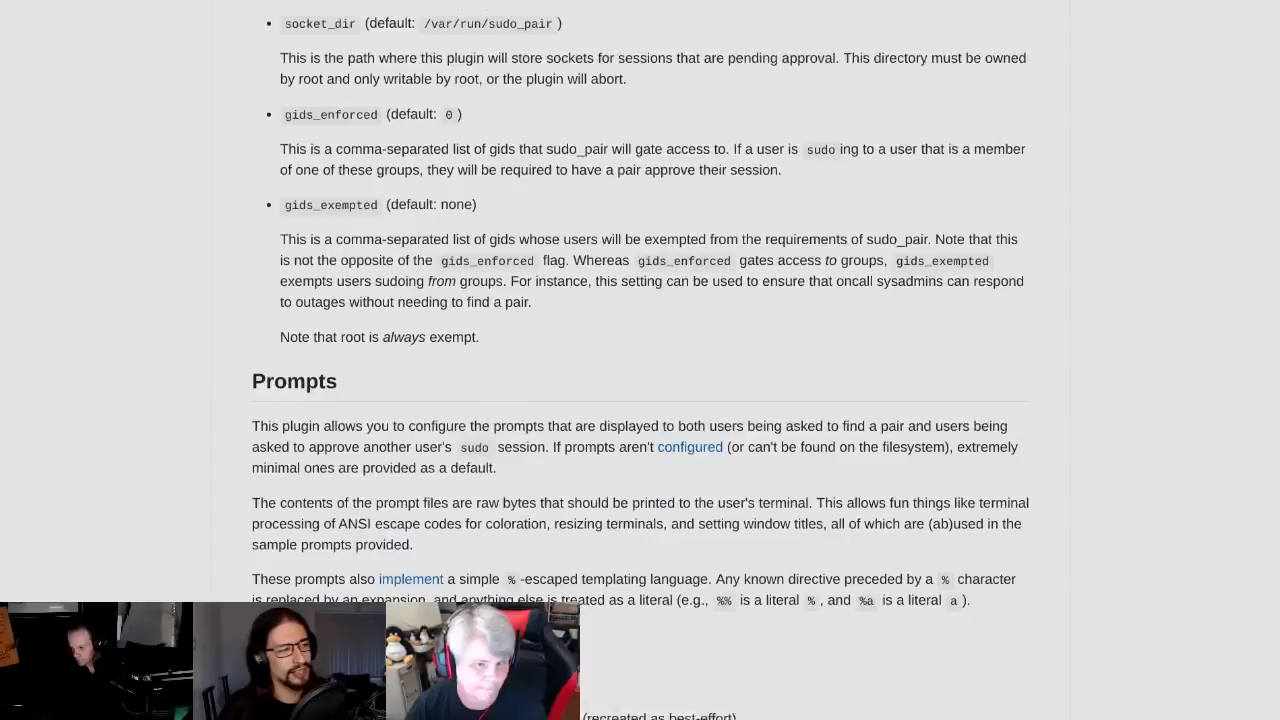 • socket_dir (default: /var/run/sudo_pair)
This is the path where this plugin will store sockets for sessions that are pending approval. This directory must be owned
by root and only writable by root, or the plugin will abort.
• gids_enforced (default: 0)
This is a comma-separated list of gids that sudo_pair will gate access to. If a user is sudo ing to a user that is a member
of one of these groups, they will be required to have a pair approve their session.
• gids_exempted (default: none)
This is a comma-separated list of gids whose users will be exempted from the requirements of sudo_pair. Note that this
is not the opposite of the gids_enforced flag. Whereas gids_enforced gates access to groups, gids_exempted
exempts users sudoing from groups. For instance, this setting can be used to ensure that oncall sysadmins can respond
to outages without needing to find a pair.
Note that root is always exempt.
Prompts
This plugin allows you to configure the prompts that are displayed to both users being asked to find a pair and users being
asked to approve another user's sudo session. If prompts aren't configured (or can't be found on the filesystem), extremely
minimal ones are provided as a default.
The contents of the prompt files are raw bytes that should be printed to the user's terminal. This allows fun things like terminal
processing of ANSI escape codes for coloration, resizing terminals, and setting window titles, all of which are (ab)used in the
sample prompts provided.
These prompts also implement a simple % -escaped templating language. Any known directive preceded by a % character
is replaced by an expansion, and anything else is treated as a literal (e.g., %% is a literal %, and %a is a literal a ).
(recreated as best-effort)